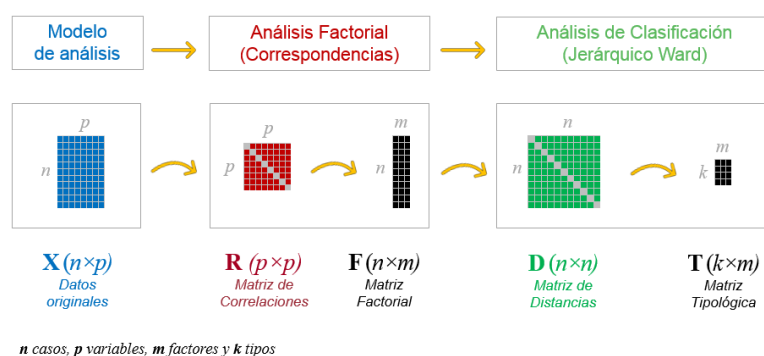 Modelo
de análisis
Análisis Factorial
(Correspondencias)
Análisis de Clasificación
(Jerárquico Ward)
p
n
p
p
m
n
n
n
m
k
X (n×p)
Datos
originales
R (p×p)
Matriz de
Correlaciones
F (n×m)
Matriz
Factorial
D (n×n)
Matriz de
Distancias
T (k×m)
Matriz
Tipológica
n casos, p variables, m factores y k tipos